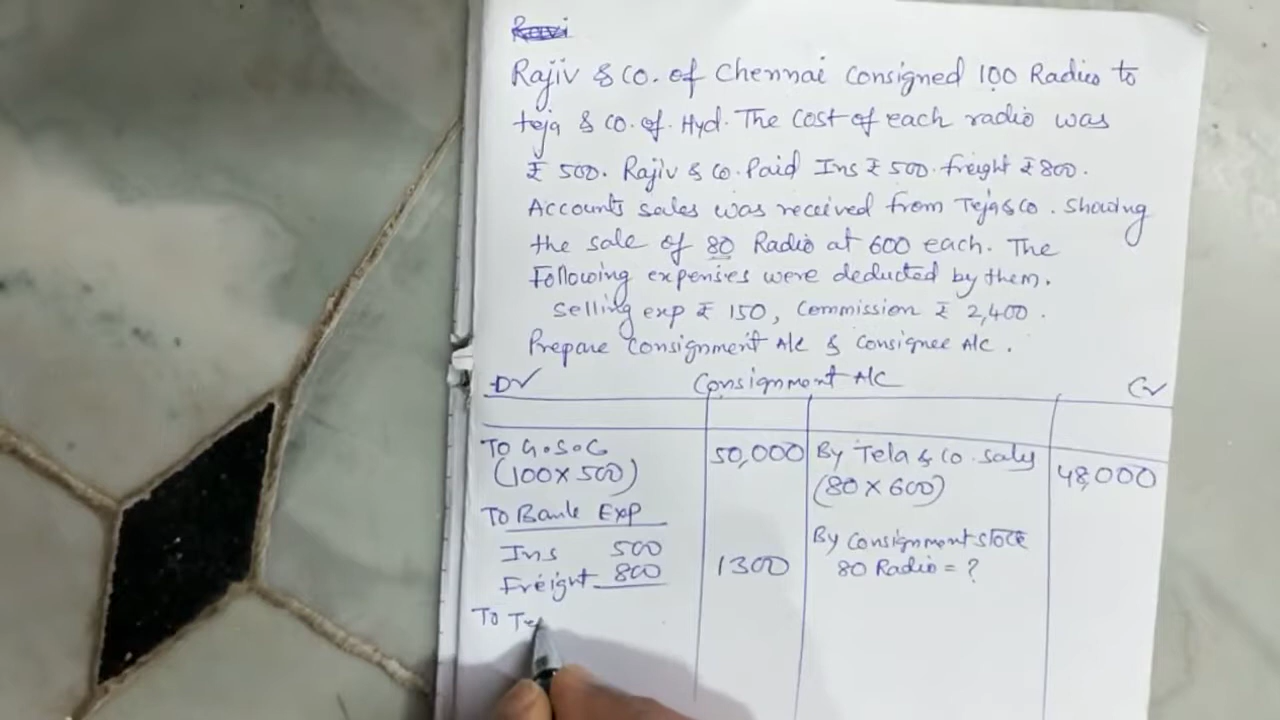 Rajiv & co. of Chennai consigned 100 Radios to
teja & co. of. Hyd. The cost of each radio was
₹ 500. Rajiv & co. Paid Ins ₹ 500. freight ₹ 800.
Accounts sales was received from Teja & co. Showing
the sale of 80 Radio at 600 each. The
Following expenses were deducted by them.
Selling exp ₹ 150, Commission ₹ 2,400.
Prepare Consignment A/c & Consignee A/c.
Dr Consignment A/c Cr
To G.S.O.C 50,000 By Tela & Co. Sales
(100 x 500) (80 x 600) 48,000
To Bank Exp
Ins 500 By Consignment stock
Freight 800 1300 80 Radio = ?
To Te